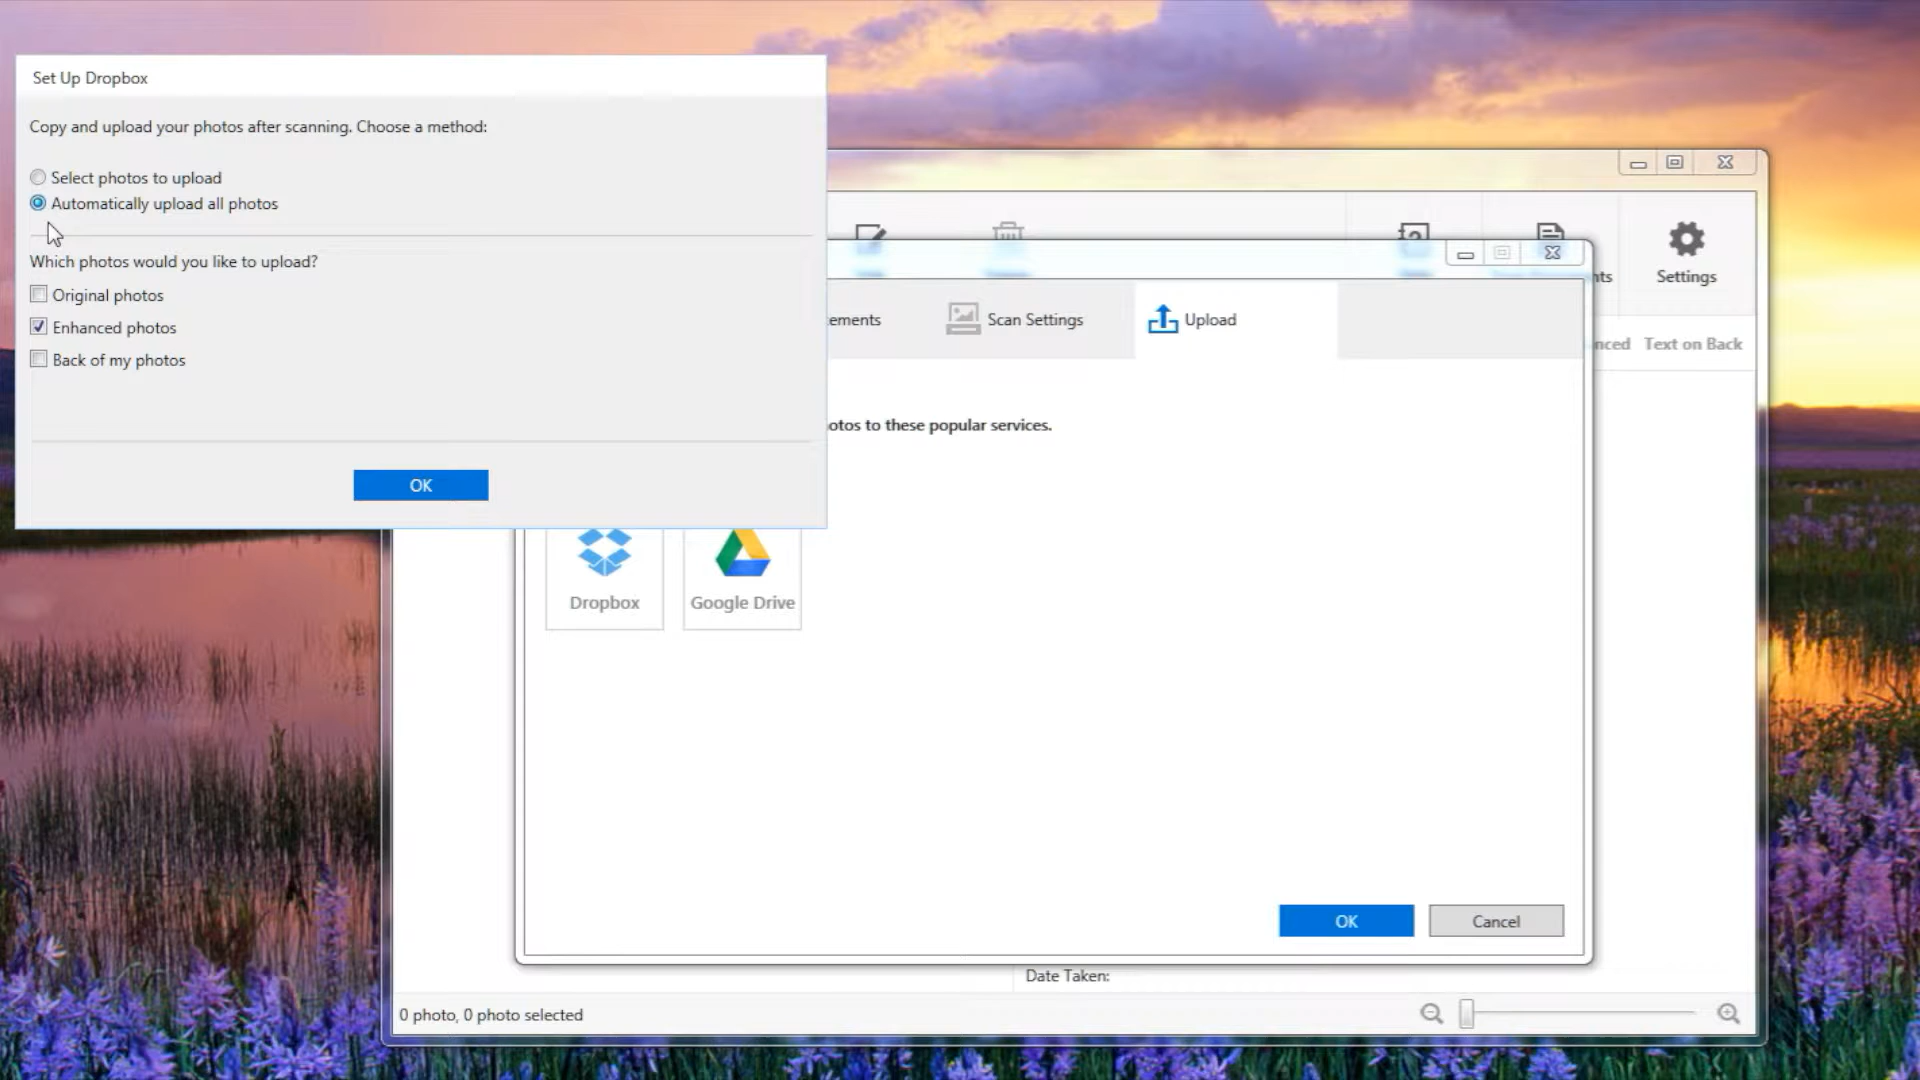 Set Up Dropbox
Copy and upload your photos after scanning. Choose a method:
Select photos to upload
Automatically upload all photos
Which photos would you like to upload?
Original photos
Enhanced photos
Back of my photos
OK
Settings
Scan Settings
Upload
Text on Back
to these popular services.
Dropbox
Google Drive
OK
Cancel
Date Taken:
0 photo, 0 photo selected